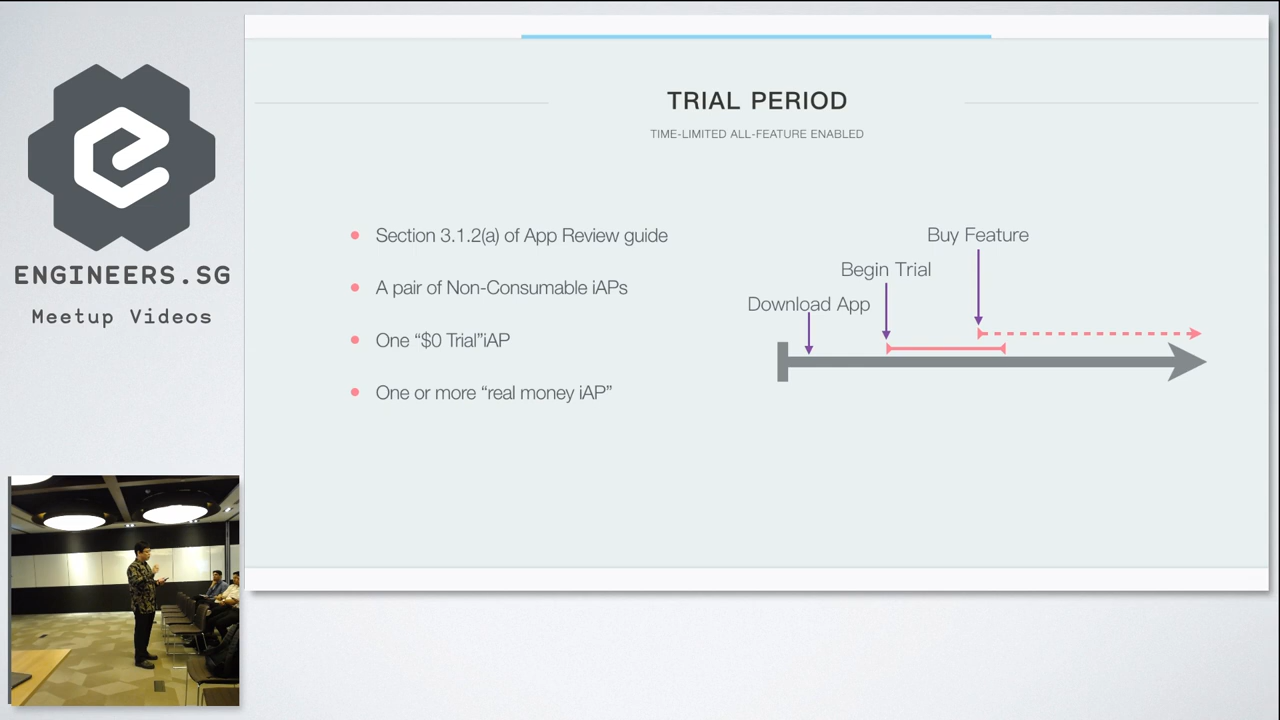 ENGINEERS.SG
Meetup Videos
TRIAL PERIOD
TIME-LIMITED ALL-FEATURE ENABLED
Section 3.1.2(a) of App Review guide
A pair of Non-Consumable iAPs
One “$0 Trial”iAP
One or more “real money iAP”
Buy Feature
Begin Trial
Download App